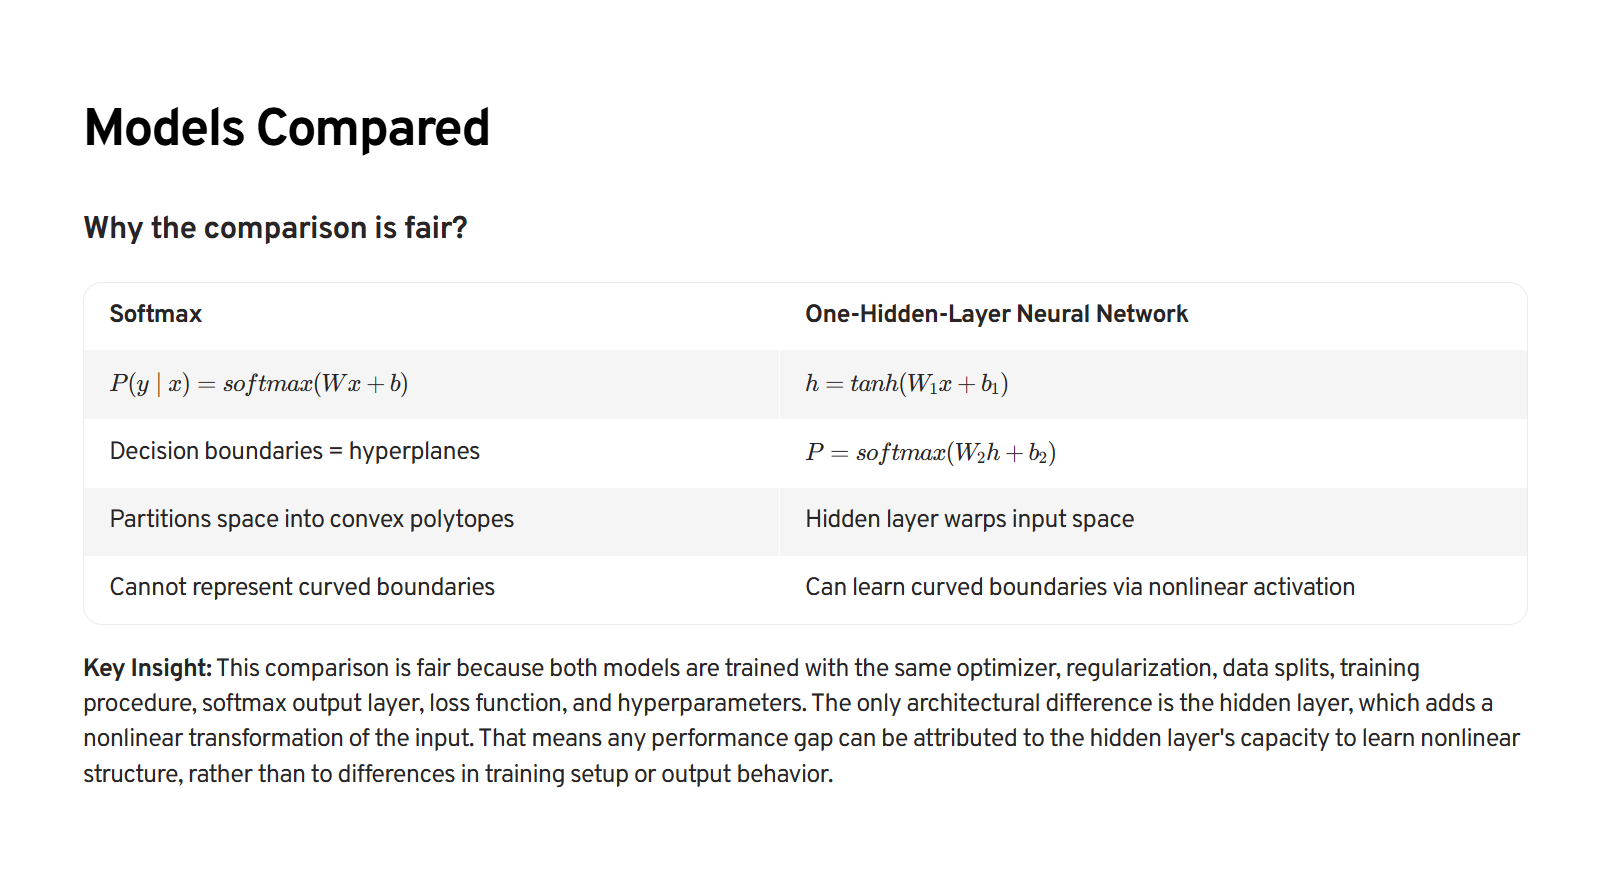 Models Compared
Why the comparison is fair?
Softmax
One-Hidden-Layer Neural Network
P(y | x) = softmax(Wx + b)
h = tanh(W₁x + b₁)
Decision boundaries = hyperplanes
P = softmax(W₂h + b₂)
Partitions space into convex polytopes
Hidden layer warps input space
Cannot represent curved boundaries
Can learn curved boundaries via nonlinear activation
Key Insight: This comparison is fair because both models are trained with the same optimizer, regularization, data splits, training
procedure, softmax output layer, loss function, and hyperparameters. The only architectural difference is the hidden layer, which adds a
nonlinear transformation of the input. That means any performance gap can be attributed to the hidden layer's capacity to learn nonlinear
structure, rather than to differences in training setup or output behavior.